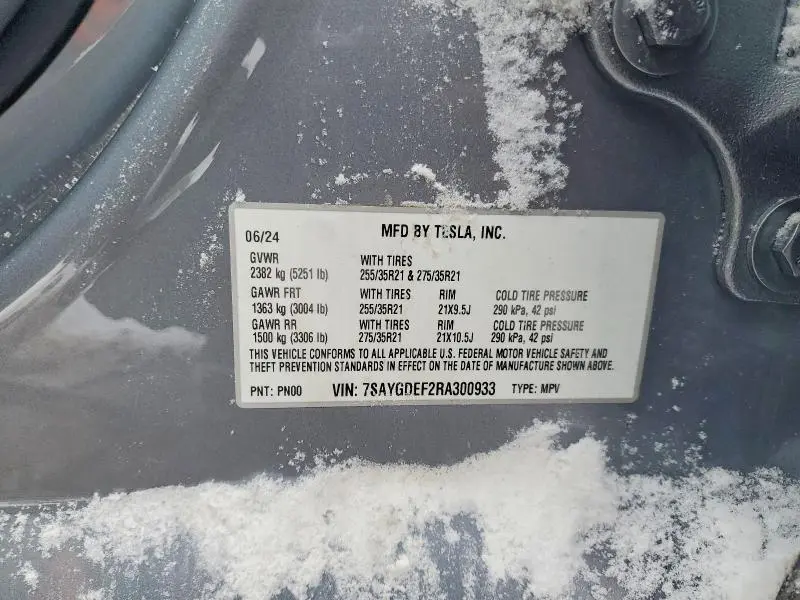 06/24 MFD BY TESLA, INC.
GVWR WITH TIRES
2382 kg (5251 lb) 255/35R21 & 275/35R21
GAWR FRT WITH TIRES RIM COLD TIRE PRESSURE
1363 kg (3004 lb) 255/35R21 21X9.5J 290 kPa, 42 psi
GAWR RR WITH TIRES RIM COLD TIRE PRESSURE
1500 kg (3306 lb) 275/35R21 21X10.5J 290 kPa, 42 psi
THIS VEHICLE CONFORMS TO ALL APPLICABLE U.S. FEDERAL MOTOR VEHICLE SAFETY AND
THEFT PREVENTION STANDARDS IN EFFECT ON THE DATE OF MANUFACTURE SHOWN ABOVE.
PNT: PN00 VIN: 7SAYGDEF2RA300933 TYPE: MPV